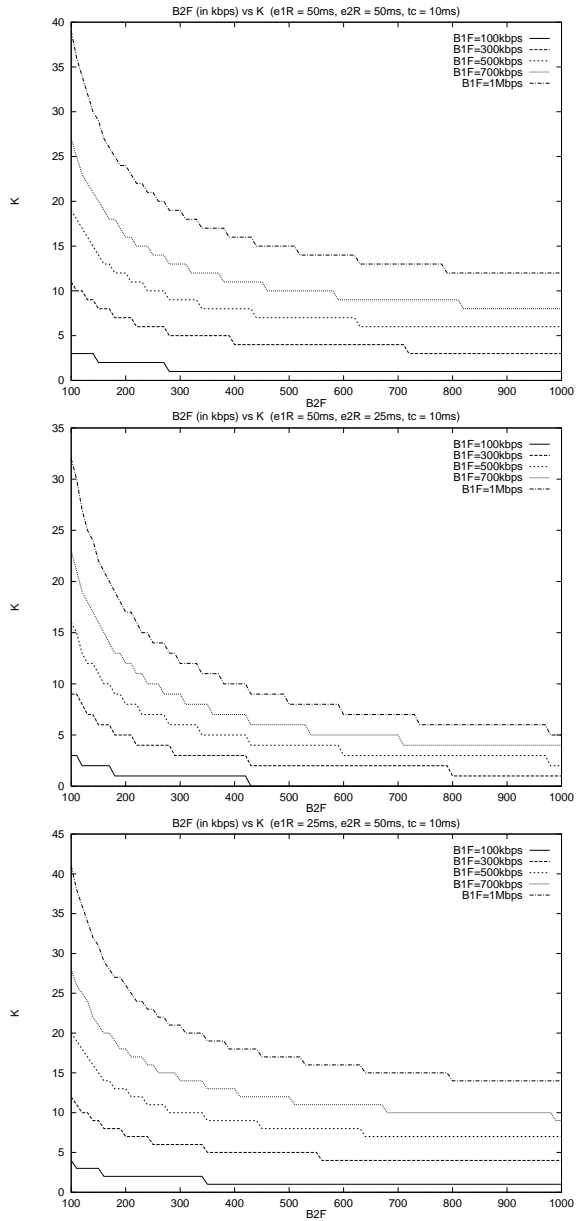 B2F (in kbps) vs K (e1R = 50ms, e2R = 50ms, tc = 10ms)
40
35
30
25
20
15
10
5
0
K
B1F=100kbps
B1F=300kbps
B1F=500kbps
B1F=700kbps
B1F=1Mbps
100 200 300 400 500 600 700 800 900 1000
B2F
B2F (in kbps) vs K (e1R = 50ms, e2R = 25ms, tc = 10ms)
35
30
25
20
15
10
5
0
K
B1F=100kbps
B1F=300kbps
B1F=500kbps
B1F=700kbps
B1F=1Mbps
100 200 300 400 500 600 700 800 900 1000
B2F
B2F (in kbps) vs K (e1R = 25ms, e2R = 50ms, tc = 10ms)
45
40
35
30
25
20
15
10
5
0
K
B1F=100kbps
B1F=300kbps
B1F=500kbps
B1F=700kbps
B1F=1Mbps
100 200 300 400 500 600 700 800 900 1000
B2F